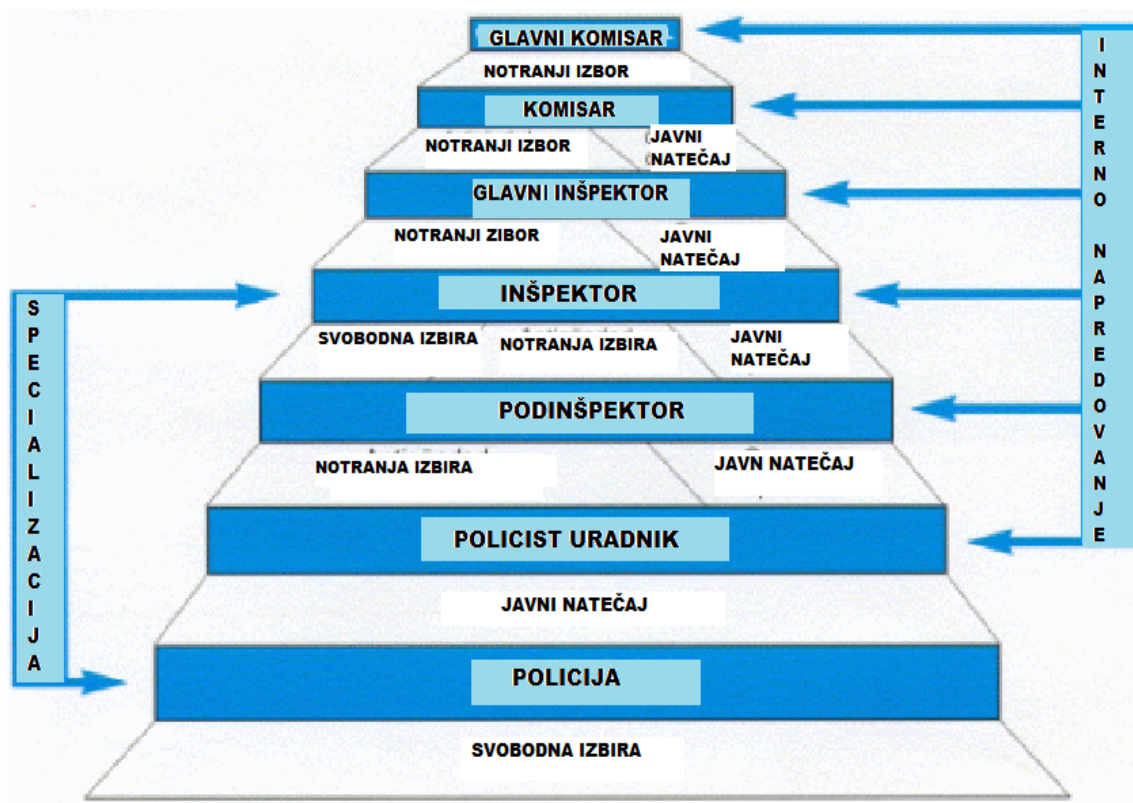 GLAVNI KOMISAR
NOTRANJI IZBOR
KOMISAR
NOTRANJI IZBOR
JAVNI
NATEČAJ
GLAVNI INŠPEKTOR
NOTRANJI ZIBOR
JAVNI
NATEČAJ
INŠPEKTOR
SVOBODNA IZBIRA
NOTRANJA IZBIRA
JAVNI
NATEČAJ
PODINŠPEKTOR
NOTRANJA IZBIRA
JAVN NATEČAJ
POLICIST URADNIK
JAVNI NATEČAJ
POLICIJA
SVOBODNA IZBIRA
SPECIALIZACIJA
INTERNO NAPREDOVANJE